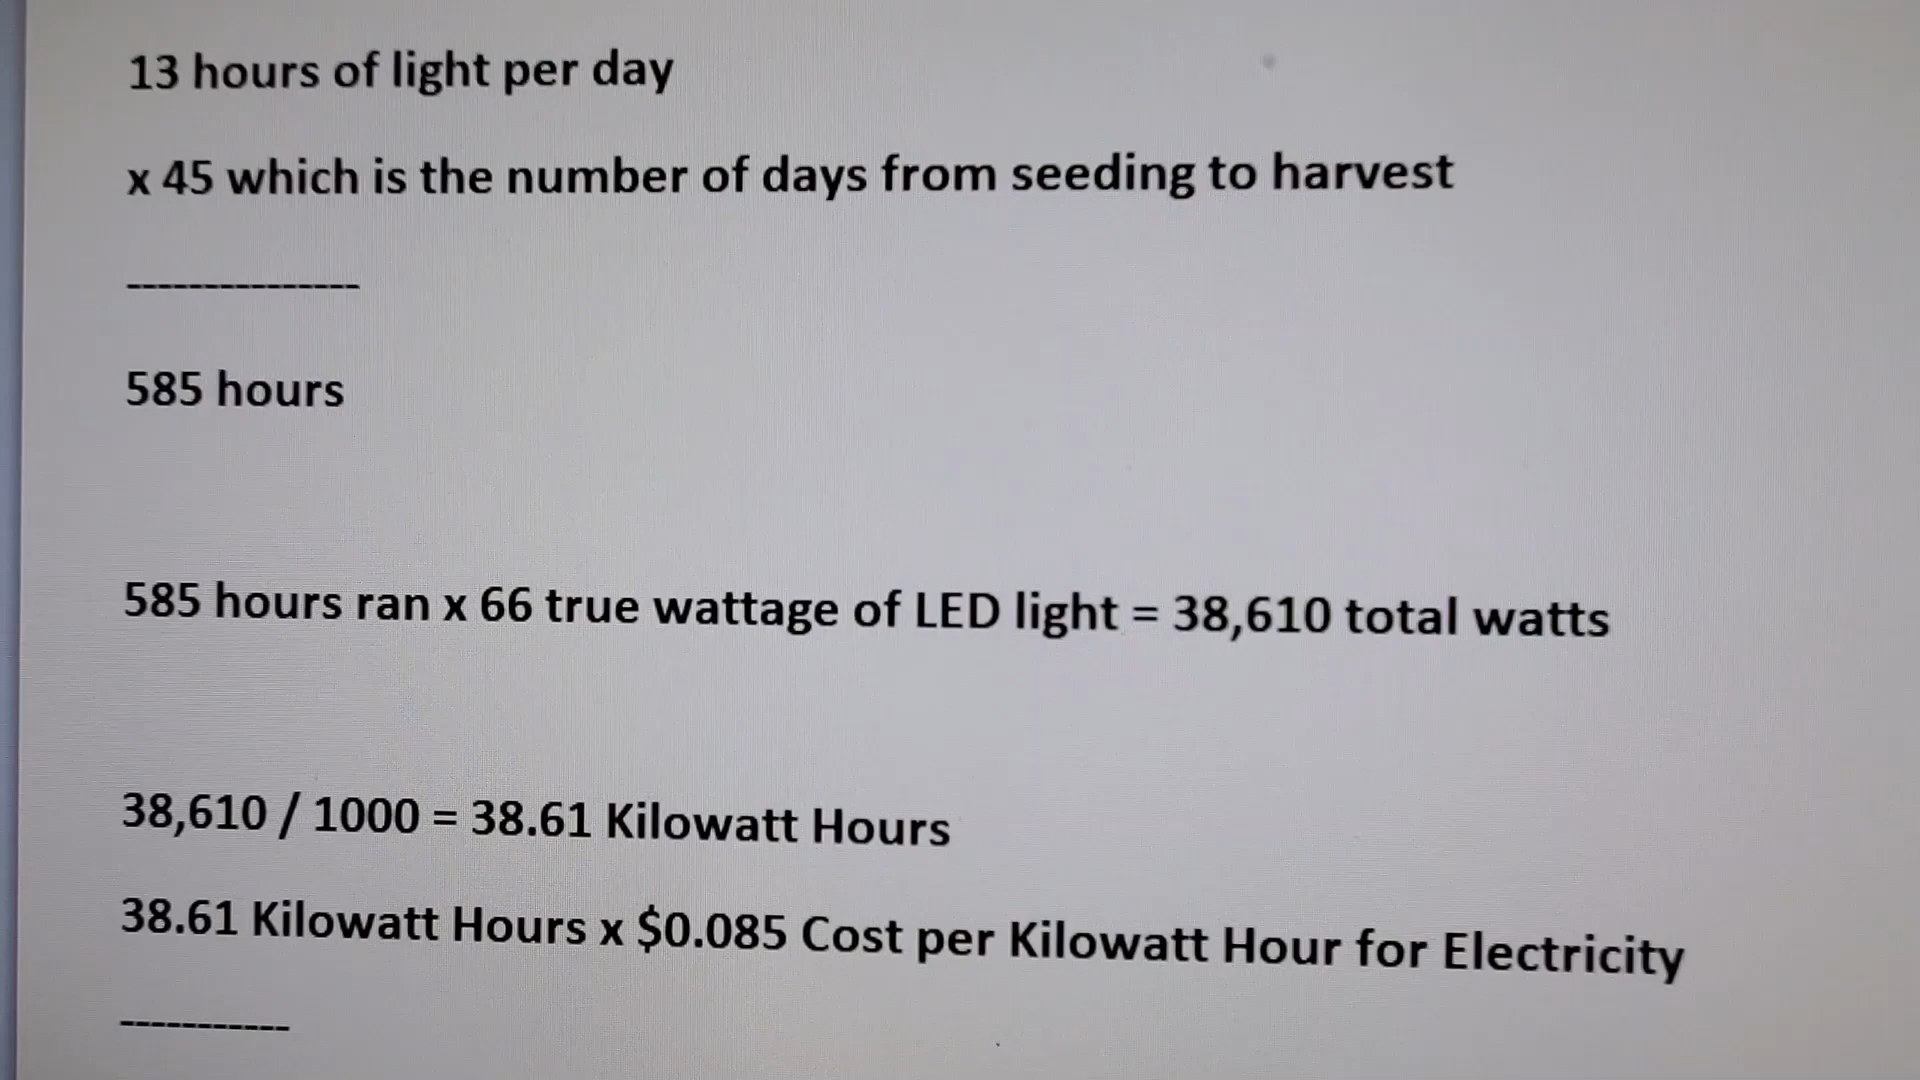 13 hours of light per day
x 45 which is the number of days from seeding to harvest
---------------
585 hours
585 hours ran x 66 true wattage of LED light = 38,610 total watts
38,610 / 1000 = 38.61 Kilowatt Hours
38.61 Kilowatt Hours x $0.085 Cost per Kilowatt Hour for Electricity
-----------